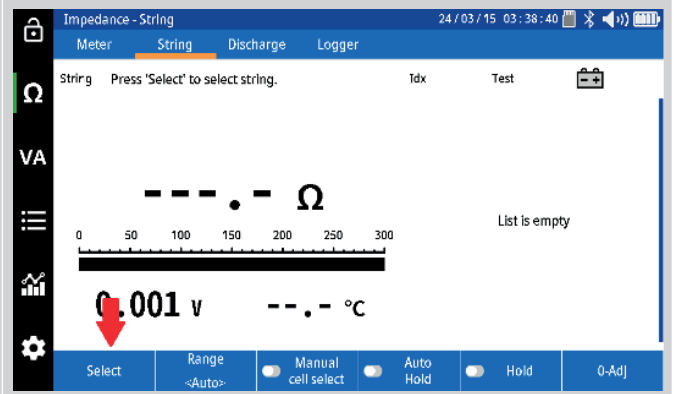 Impedance - String 24/03/15 03:38:40
Meter String Discharge Logger
String Press 'Select' to select string. Idx Test
Ω
VA
---.- Ω
0 50 100 150 200 250 300
List is empty
0.001 V --.- °C
Select Range <Auto> Manual cell select Auto Hold Hold 0-Adj